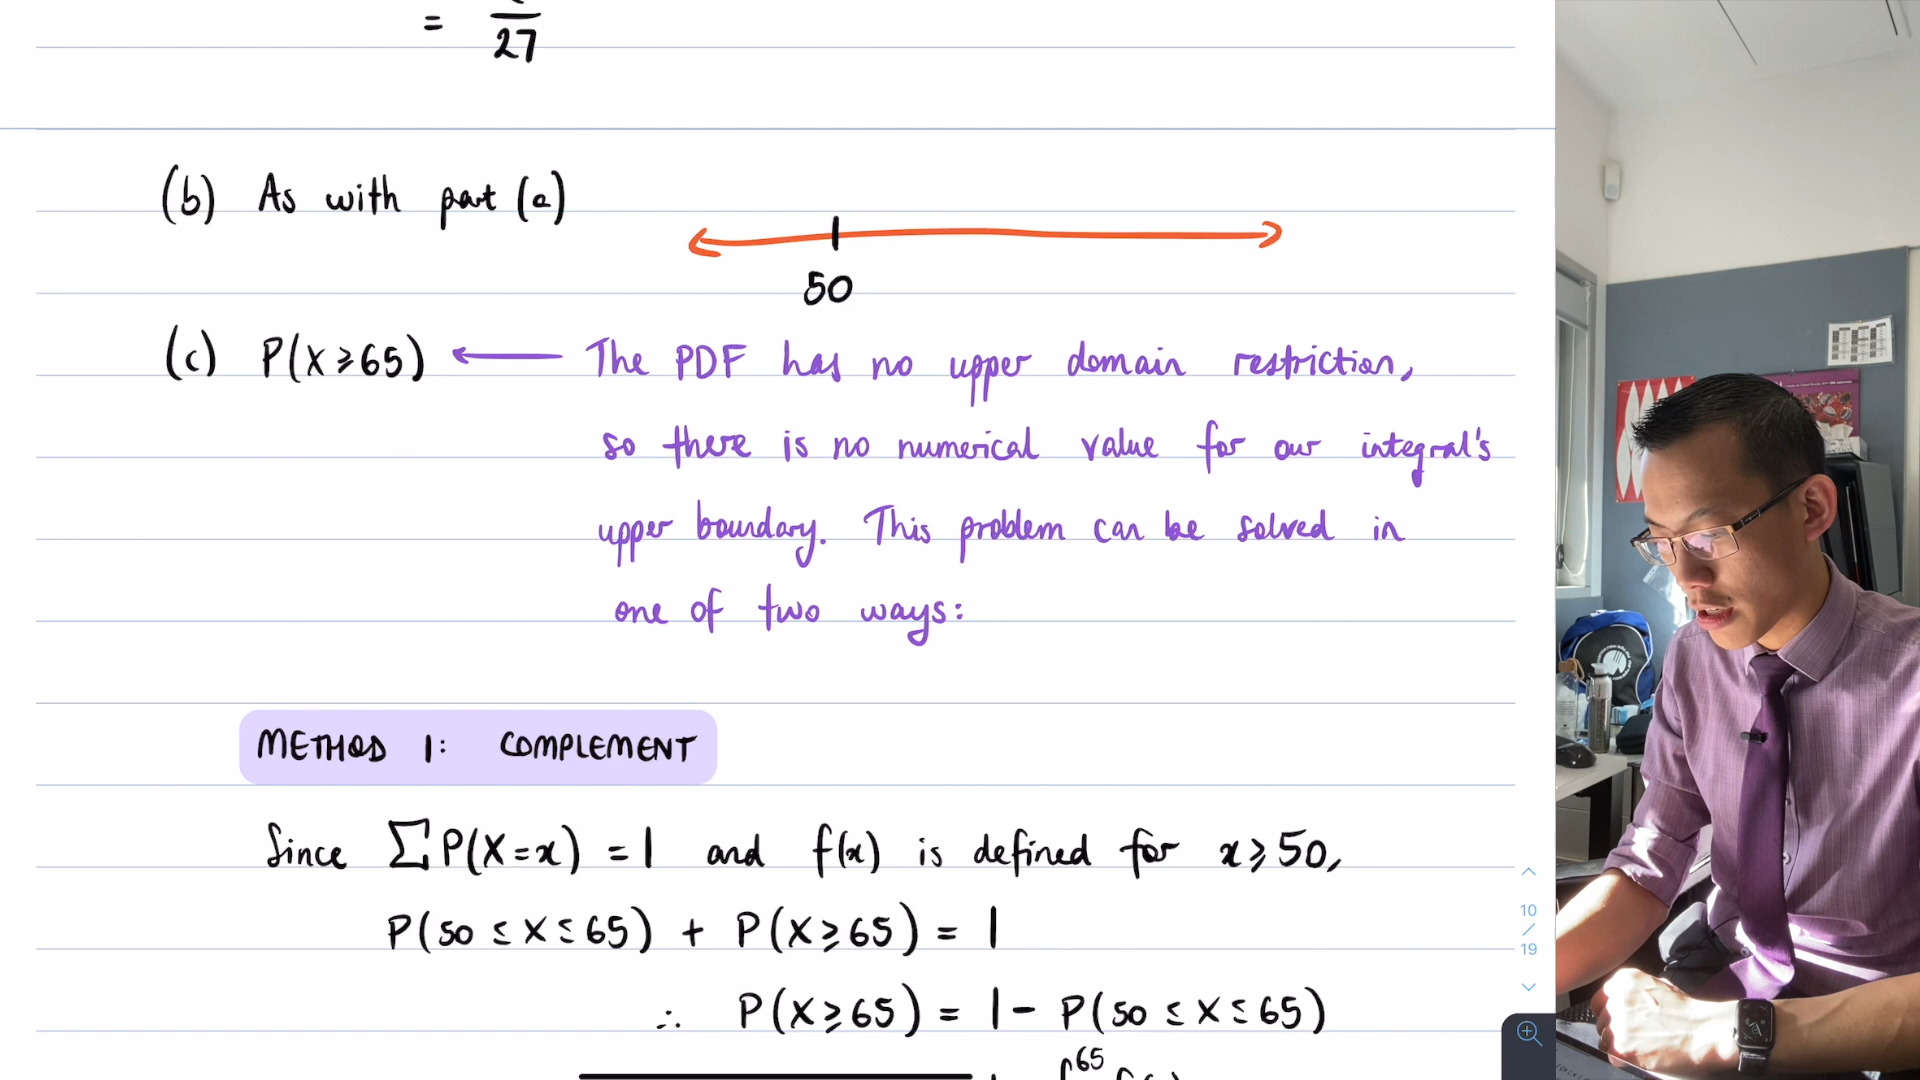 = 27
(b) As with part (a)
50
(c) P(X ≥ 65) ← The PDF has no upper domain restriction,
so there is no numerical value for our integral's
upper boundary. This problem can be solved in
one of two ways:
METHOD 1: COMPLEMENT
Since ∑ P(X = x) = 1 and f(x) is defined for x ≥ 50,
P(50 ≤ X ≤ 65) + P(X ≥ 65) = 1
∴ P(X ≥ 65) = 1 − P(50 ≤ X ≤ 65)
65
10
/
19